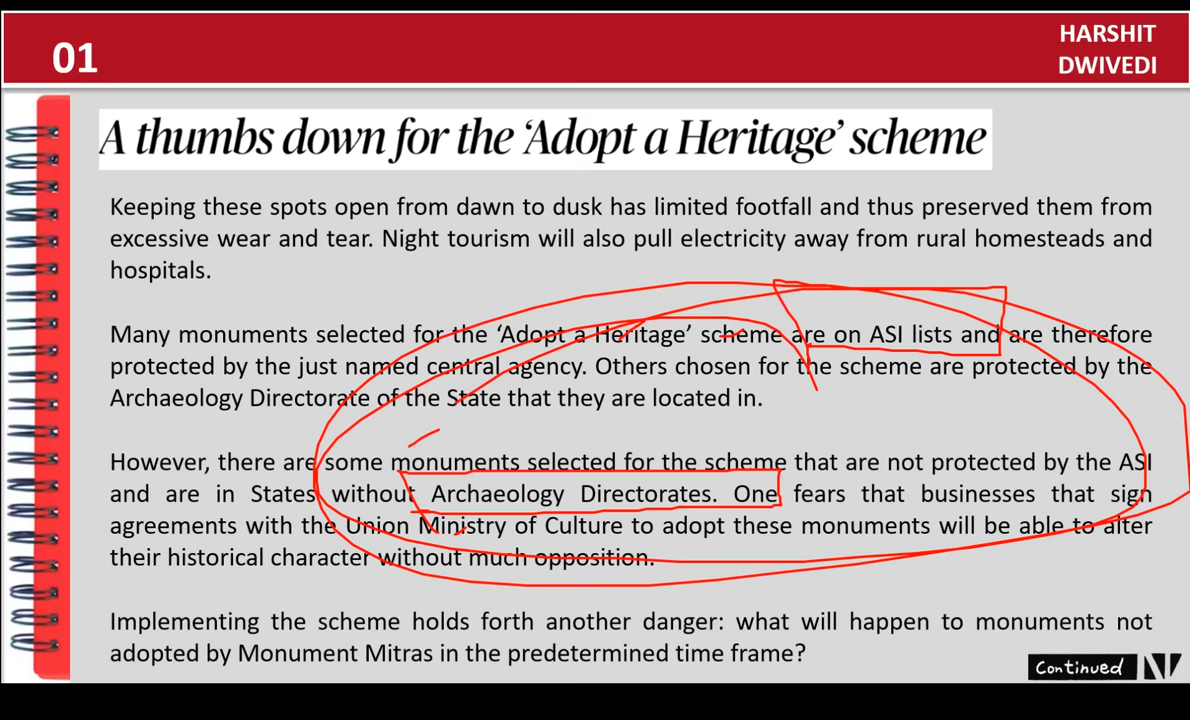 01
HARSHIT
DWIVEDI
A thumbs down for the ‘Adopt a Heritage’ scheme
Keeping these spots open from dawn to dusk has limited footfall and thus preserved them from
excessive wear and tear. Night tourism will also pull electricity away from rural homesteads and
hospitals.
Many monuments selected for the ‘Adopt a Heritage’ scheme are on ASI lists and are therefore
protected by the just named central agency. Others chosen for the scheme are protected by the
Archaeology Directorate of the State that they are located in.
However, there are some monuments selected for the scheme that are not protected by the ASI
and are in States without Archaeology Directorates. One fears that businesses that sign
agreements with the Union Ministry of Culture to adopt these monuments will be able to alter
their historical character without much opposition.
Implementing the scheme holds forth another danger: what will happen to monuments not
adopted by Monument Mitras in the predetermined time frame?
Continued